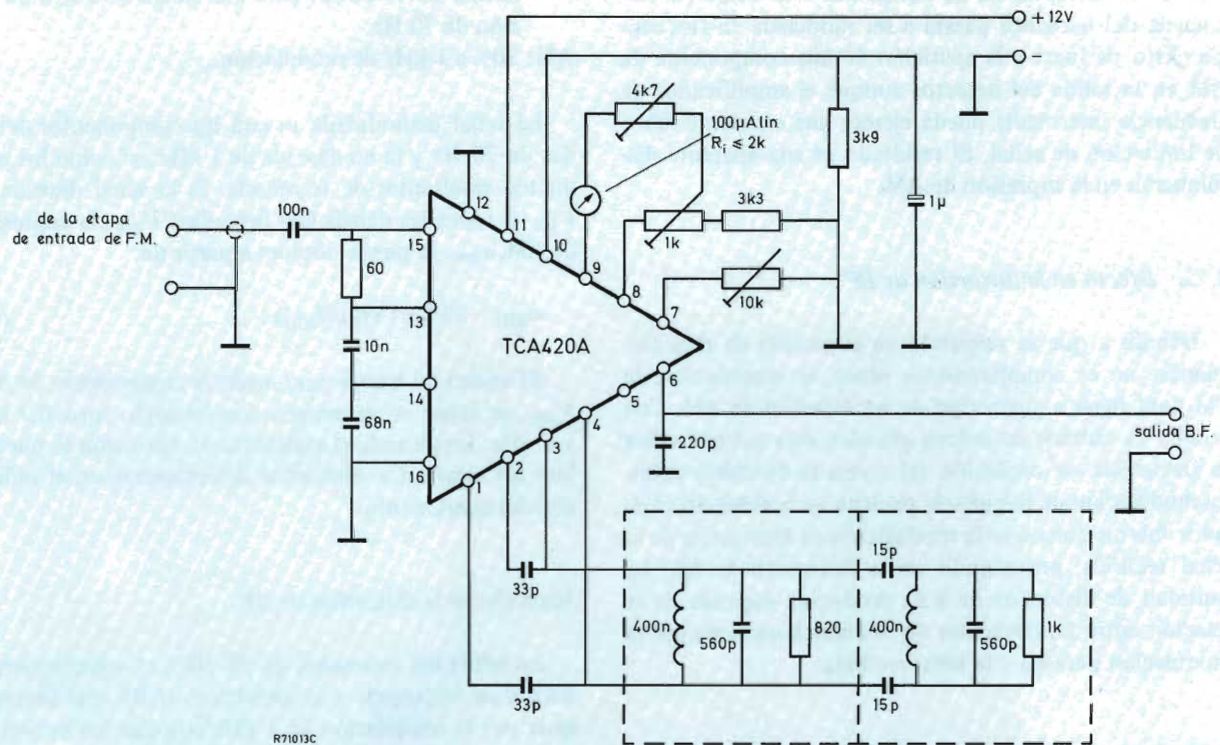 + 12V
4k7
100µAlin
Rᵢ ⩽ 2k
3k9
1µ
de la etapa
de entrada de F.M.
100n
12
11
10
9
8
7
15
13
14
16
60
10n
68n
TCA420A
1k
3k3
10k
6
5
4
3
2
1
220p
salida B.F.
33p
33p
400n
560p
820
15p
15p
400n
560p
1k
R71013C